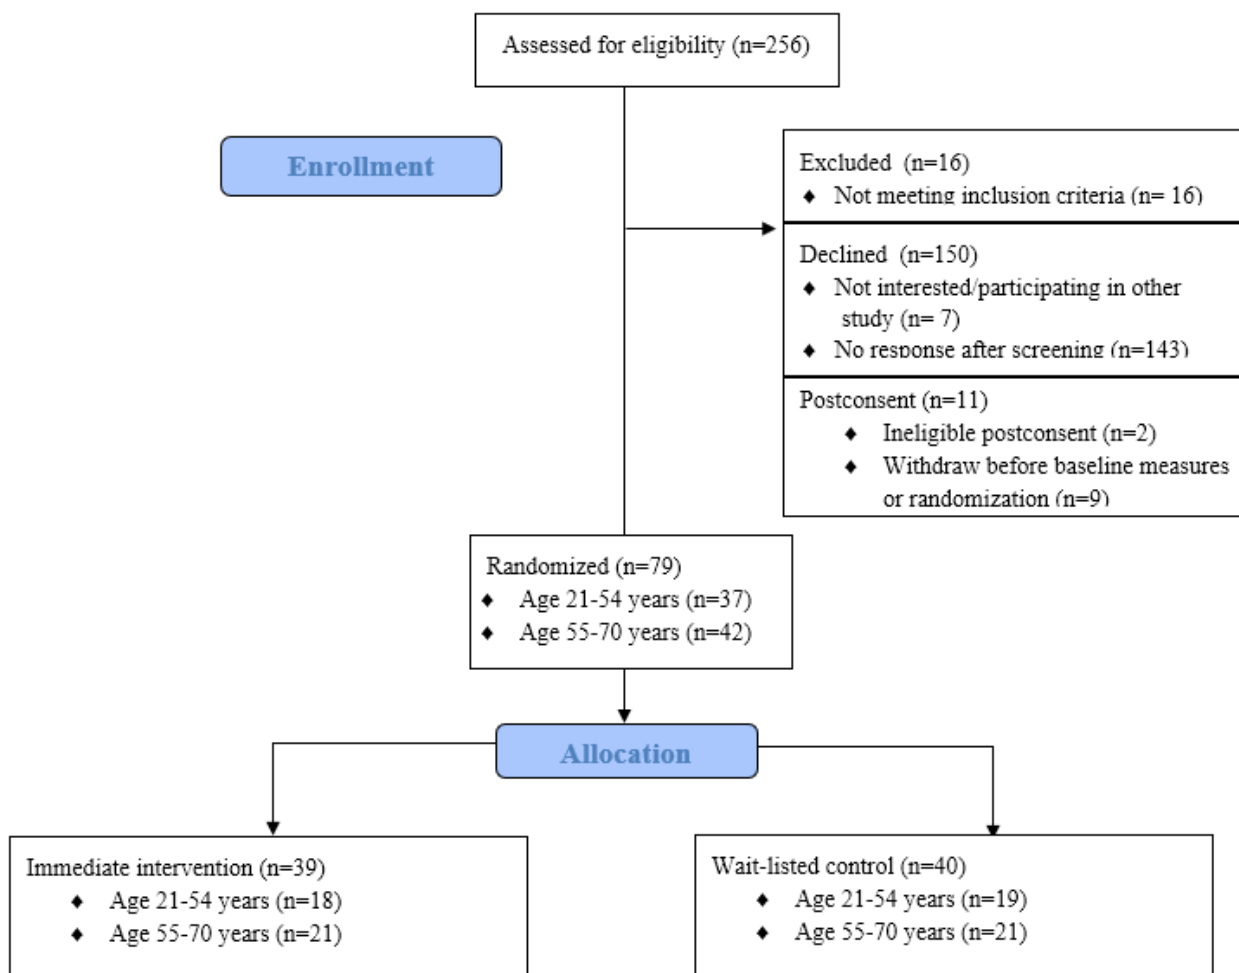 Assessed for eligibility (n=256)
Enrollment
Excluded  (n=16)
♦ Not meeting inclusion criteria (n= 16)
Declined  (n=150)
♦ Not interested/participating in other
study (n= 7)
♦ No response after screening (n=143)
Postconsent (n=11)
♦ Ineligible postconsent (n=2)
♦ Withdraw before baseline measures
or randomization (n=9)
Randomized (n=79)
♦ Age 21-54 years (n=37)
♦ Age 55-70 years (n=42)
Allocation
Immediate intervention (n=39)
♦ Age 21-54 years (n=18)
♦ Age 55-70 years (n=21)
Wait-listed control (n=40)
♦ Age 21-54 years (n=19)
♦ Age 55-70 years (n=21)